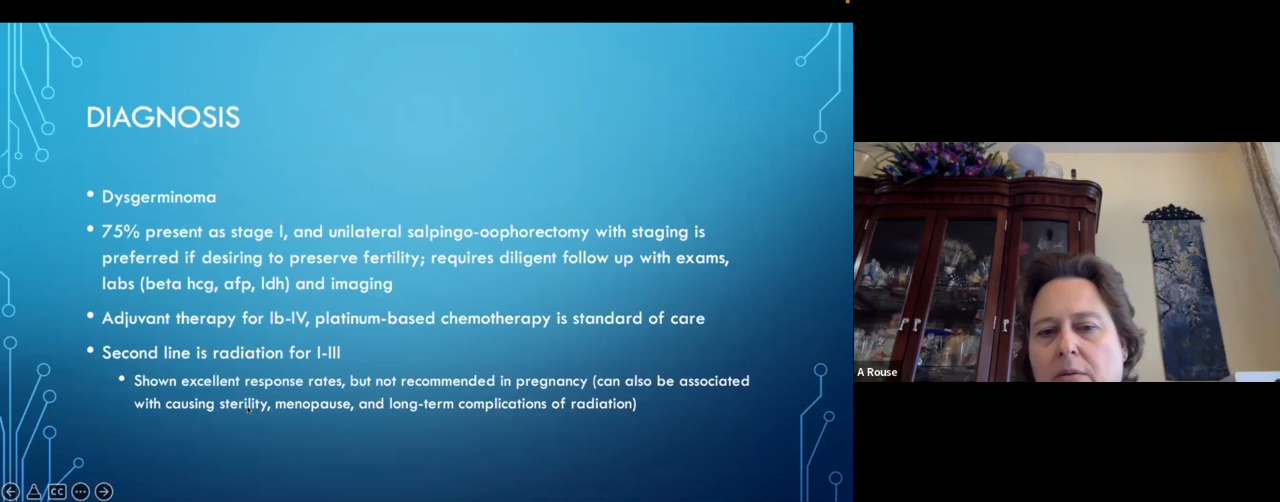 DIAGNOSIS
• Dysgerminoma
• 75% present as stage I, and unilateral salpingo-oophorectomy with staging is
preferred if desiring to preserve fertility; requires diligent follow up with exams,
labs (beta hcg, afp, ldh) and imaging
• Adjuvant therapy for Ib-IV, platinum-based chemotherapy is standard of care
• Second line is radiation for I-III
• Shown excellent response rates, but not recommended in pregnancy (can also be associated
with causing sterility, menopause, and long-term complications of radiation)
CC
A Rouse